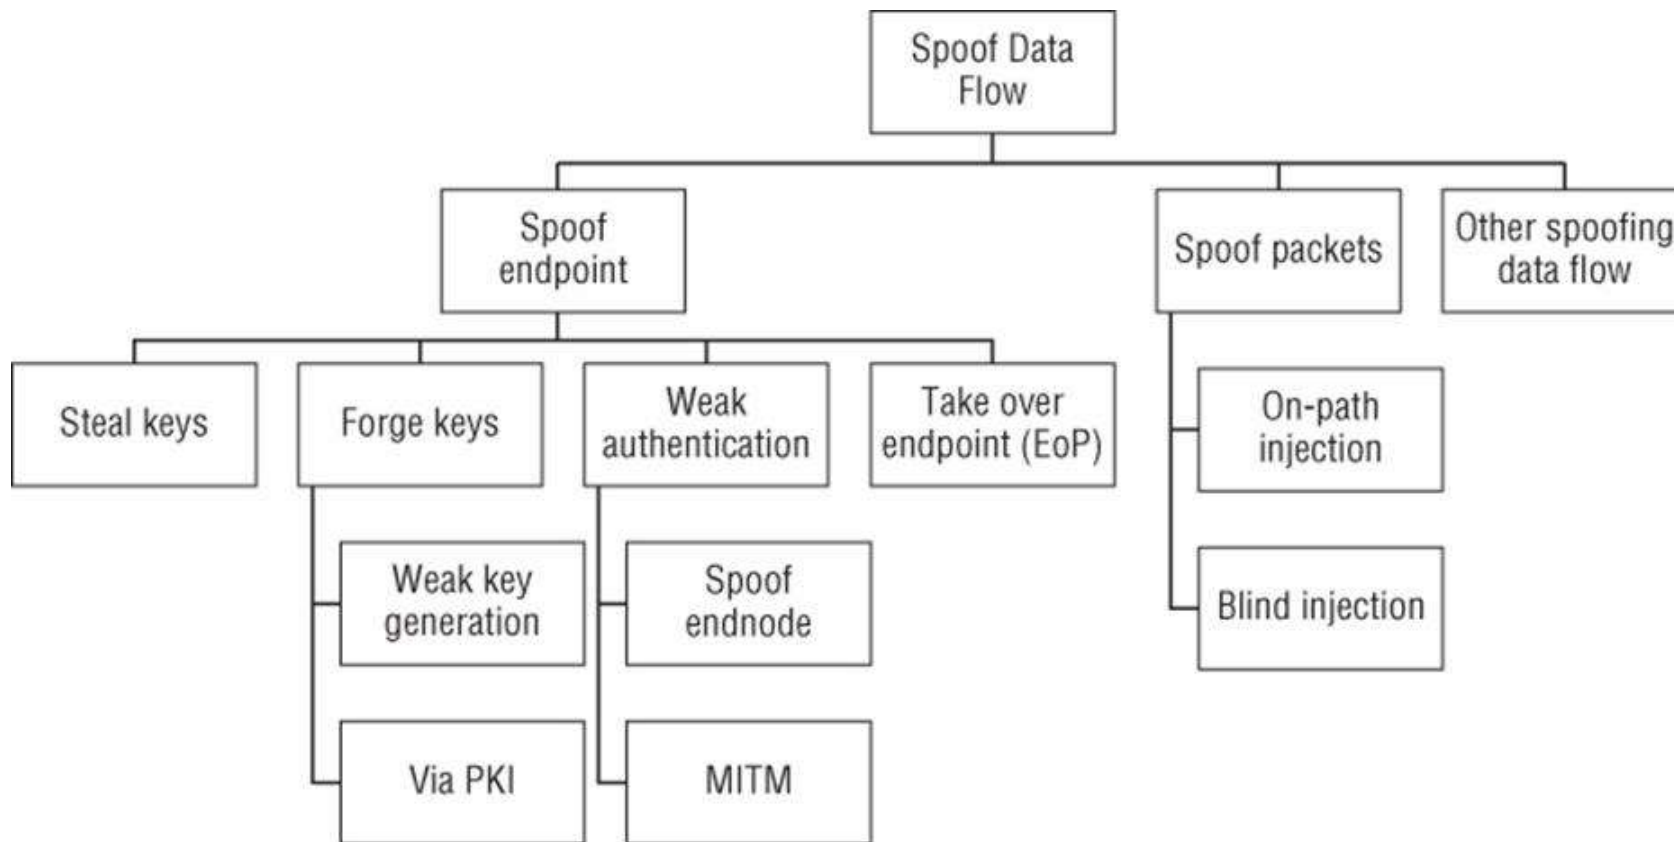 Spoof Data
Flow
Spoof
endpoint
Spoof packets
Other spoofing
data flow
Steal keys
Forge keys
Weak
authentication
Take over
endpoint (EoP)
On-path
injection
Weak key
generation
Spoof
endnode
Blind injection
Via PKI
MITM